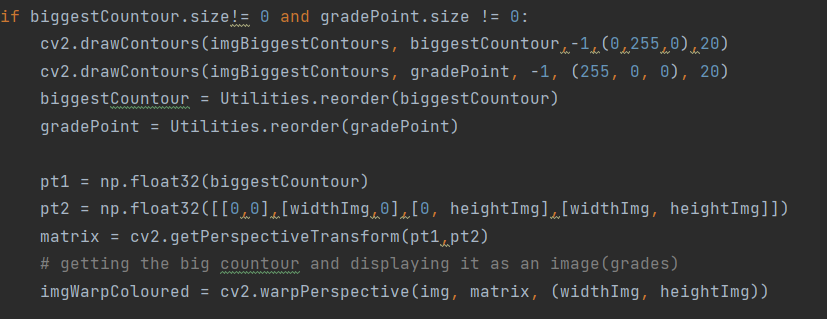 if biggestCountour.size!= 0 and gradePoint.size != 0:
    cv2.drawContours(imgBiggestContours, biggestCountour,-1,(0,255,0),20)
    cv2.drawContours(imgBiggestContours, gradePoint, -1, (255, 0, 0), 20)
    biggestCountour = Utilities.reorder(biggestCountour)
    gradePoint = Utilities.reorder(gradePoint)

    pt1 = np.float32(biggestCountour)
    pt2 = np.float32([[0,0],[widthImg,0],[0, heightImg],[widthImg, heightImg]])
    matrix = cv2.getPerspectiveTransform(pt1,pt2)
    # getting the big countour and displaying it as an image(grades)
    imgWarpColoured = cv2.warpPerspective(img, matrix, (widthImg, heightImg))